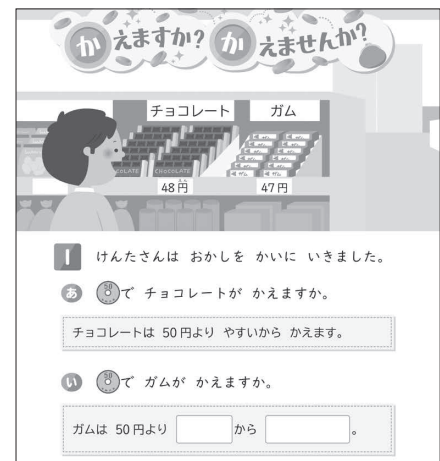 かえますか? かえませんか?
チョコレート ガム
CHOCOLATE CHOCOLATE
48円 47円
えん
1 けんたさんは おかしを かいに いきました。
あ 50で チョコレートが かえますか。
チョコレートは 50円より やすいから かえます。
い 50で ガムが かえますか。
ガムは 50円より から 。